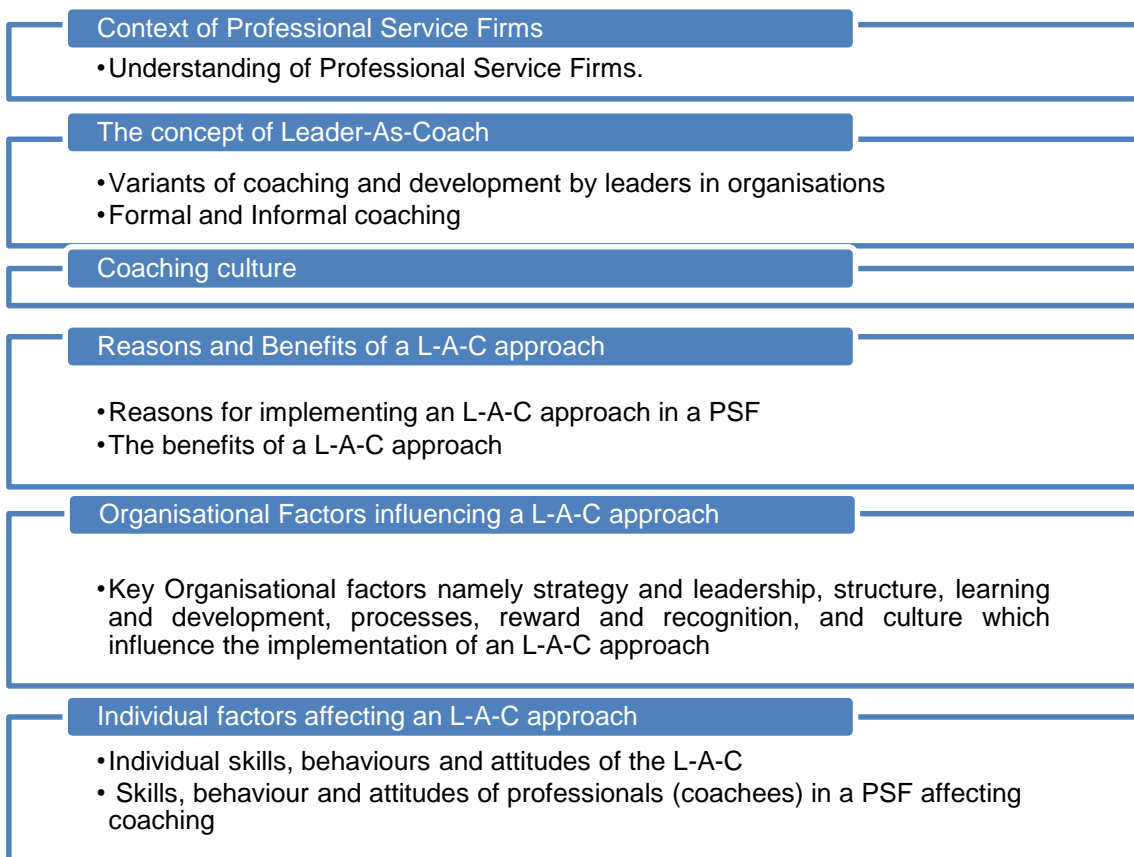 Context of Professional Service Firms
•Understanding of Professional Service Firms.
The concept of Leader-As-Coach
•Variants of coaching and development by leaders in organisations
•Formal and Informal coaching
Coaching culture
Reasons and Benefits of a L-A-C approach
•Reasons for implementing an L-A-C approach in a PSF
•The benefits of a L-A-C approach
Organisational Factors influencing a L-A-C approach
•Key Organisational factors namely strategy and leadership, structure, learning
and development, processes, reward and recognition, and culture which
influence the implementation of an L-A-C approach
Individual factors affecting an L-A-C approach
•Individual skills, behaviours and attitudes of the L-A-C
• Skills, behaviour and attitudes of professionals (coachees) in a PSF affecting
coaching